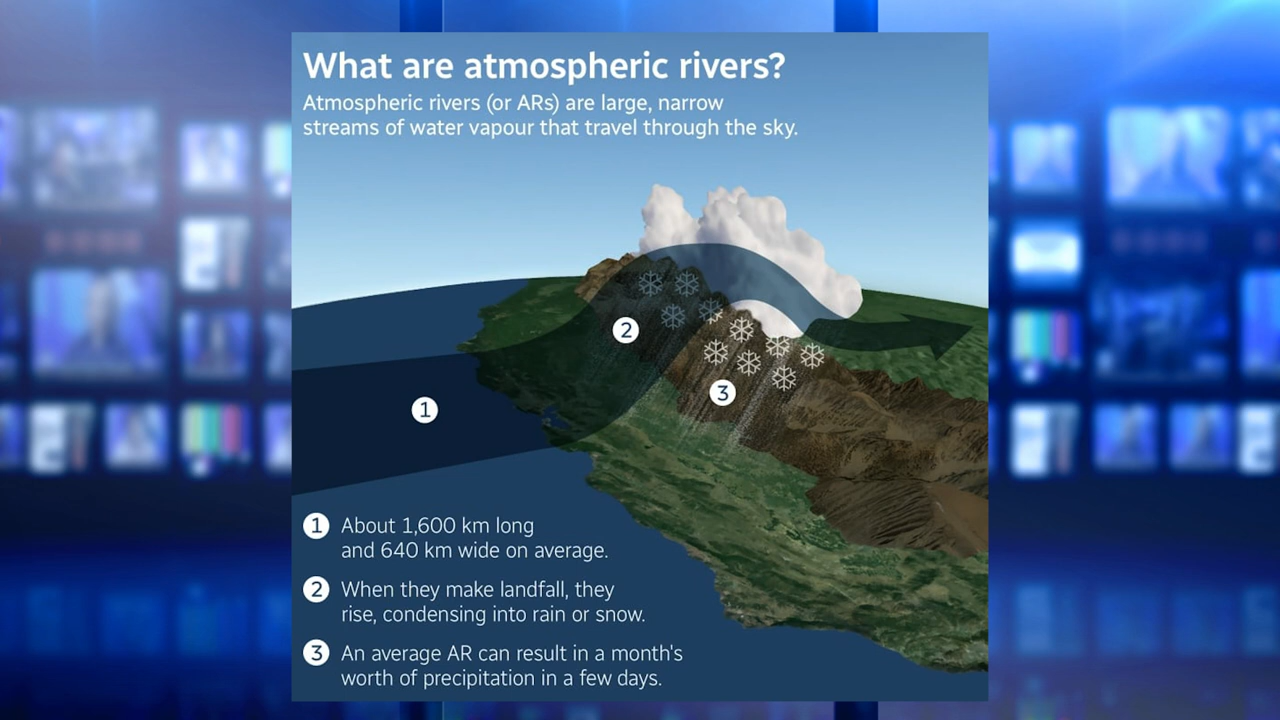 What are atmospheric rivers?
Atmospheric rivers (or ARs) are large, narrow
streams of water vapour that travel through the sky.
2
3
1
1 About 1,600 km long
and 640 km wide on average.
2 When they make landfall, they
rise, condensing into rain or snow.
3 An average AR can result in a month's
worth of precipitation in a few days.